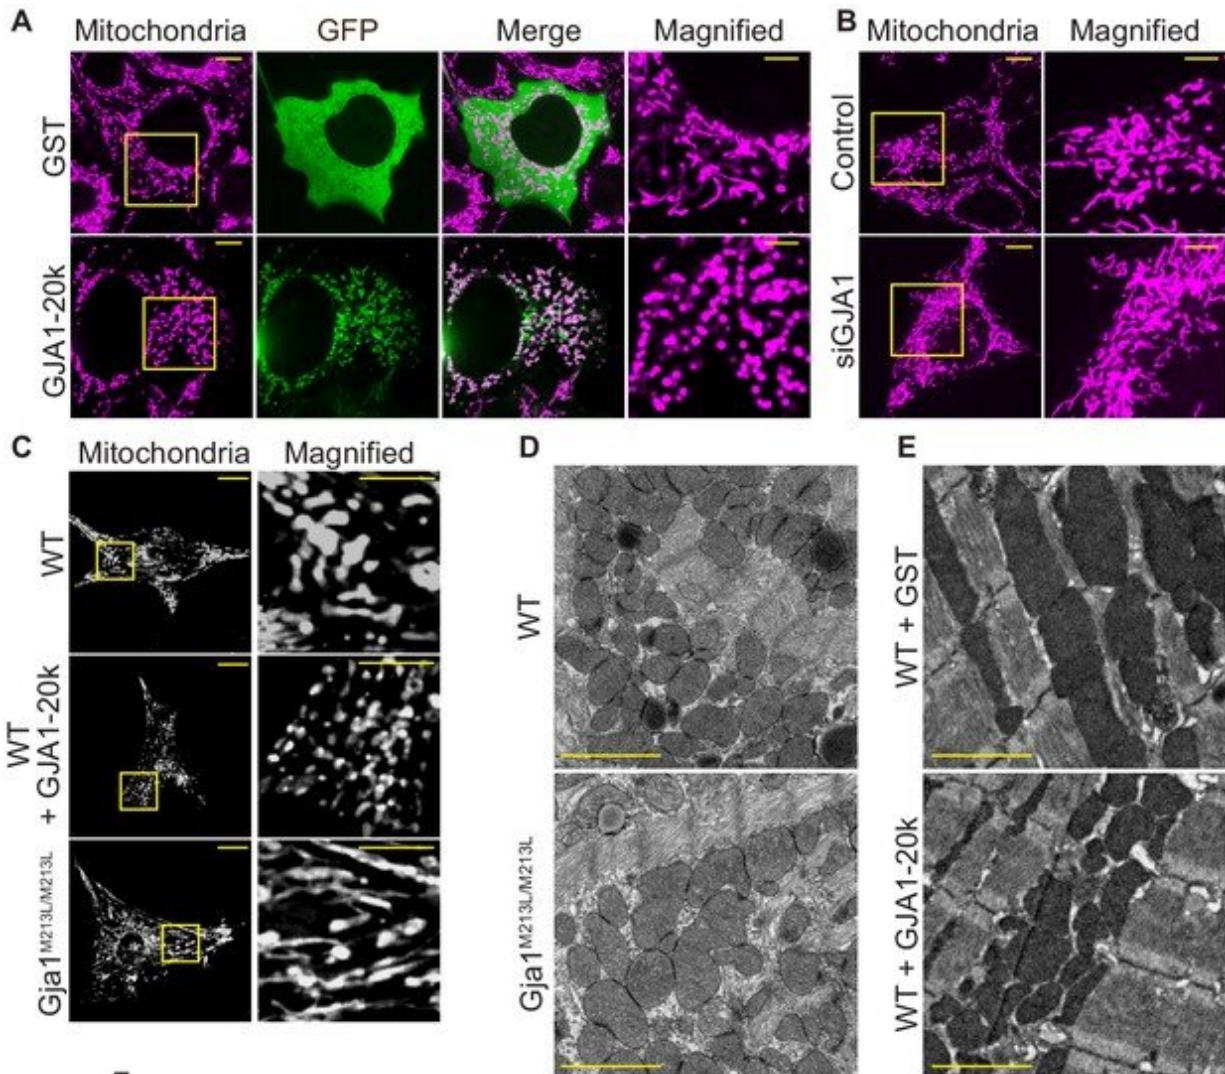 A
Mitochondria GFP Merge Magnified
GST
GJA1-20k
B
Mitochondria Magnified
Control
siGJA1
C
Mitochondria Magnified
WT
WT
+ GJA1-20k
Gja1M213L/M213L
D
WT
Gja1M213L/M213L
E
WT + GST
WT + GJA1-20k